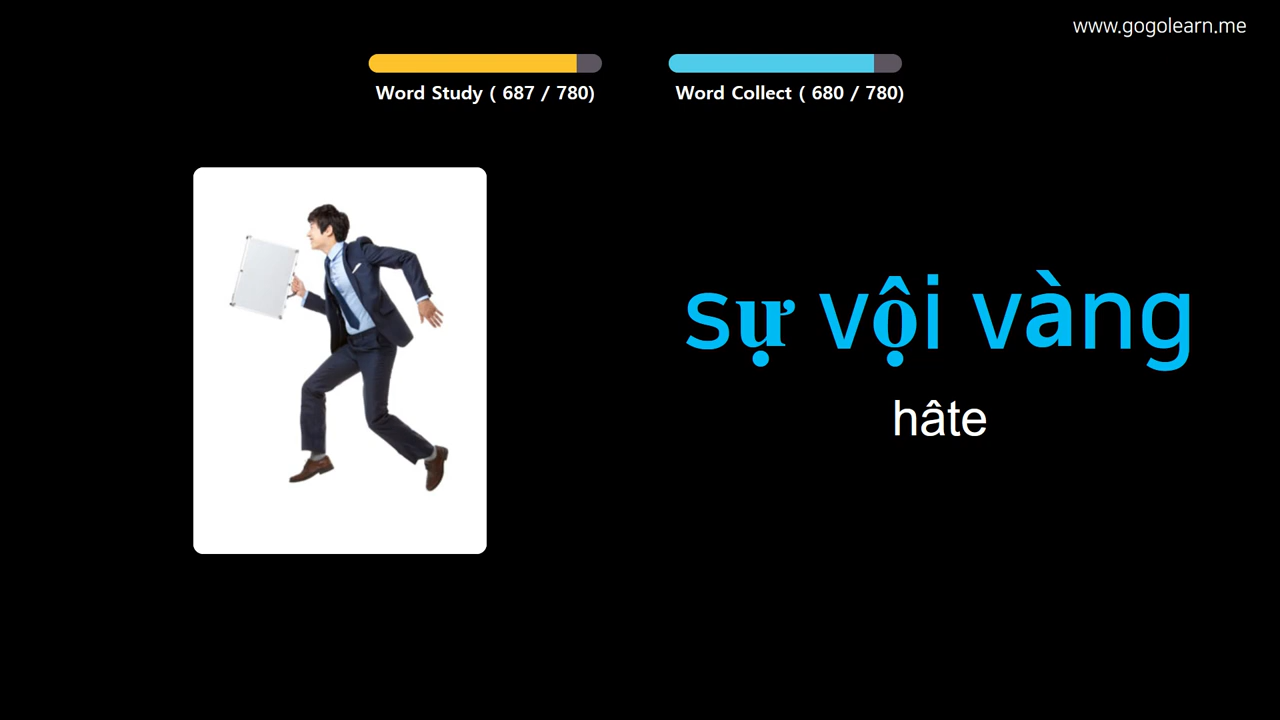 www.gogolearn.me
Word Study ( 687 / 780)
Word Collect ( 680 / 780)
sự vội vàng
hâte